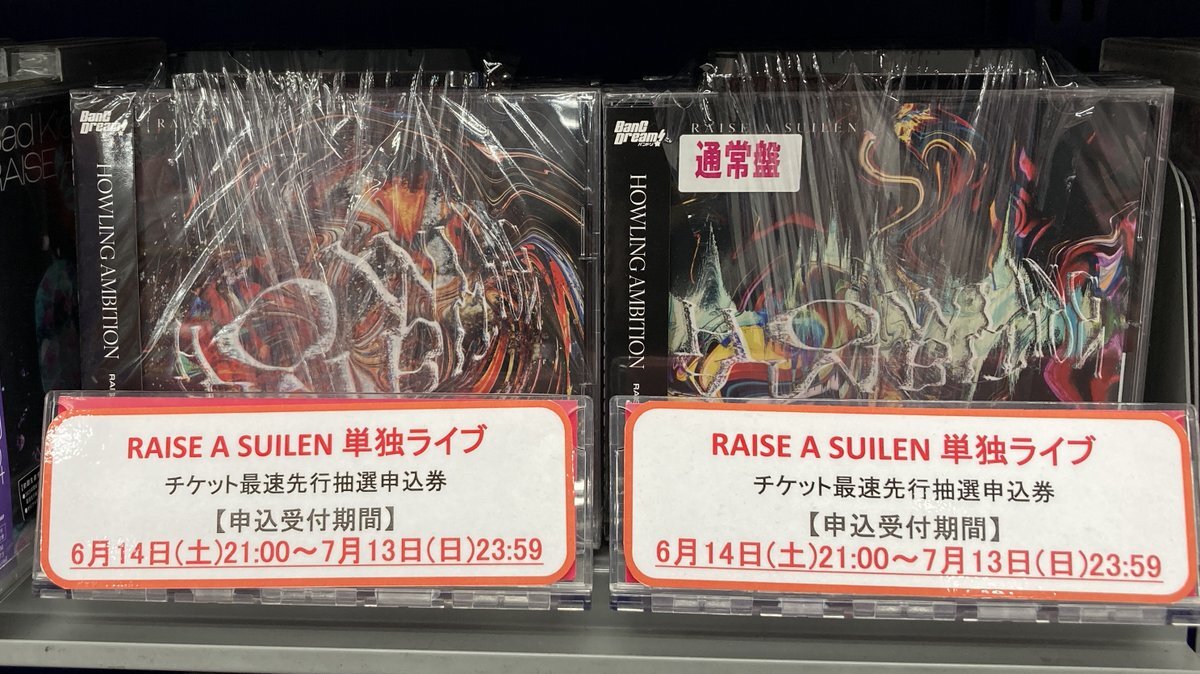 BanG
Dream!
HOWLING AMBITION
RAISE A SUILEN 単独ライブ
チケット最速先行抽選申込券
【申込受付期間】
6月14日(土)21:00～7月13日(日)23:59
BanG
Dream!
バンドリ!
RAISE A SUILEN
通常盤
HOWLING AMBITION
RAISE A SUILEN 単独ライブ
チケット最速先行抽選申込券
【申込受付期間】
6月14日(土)21:00～7月13日(日)23:59